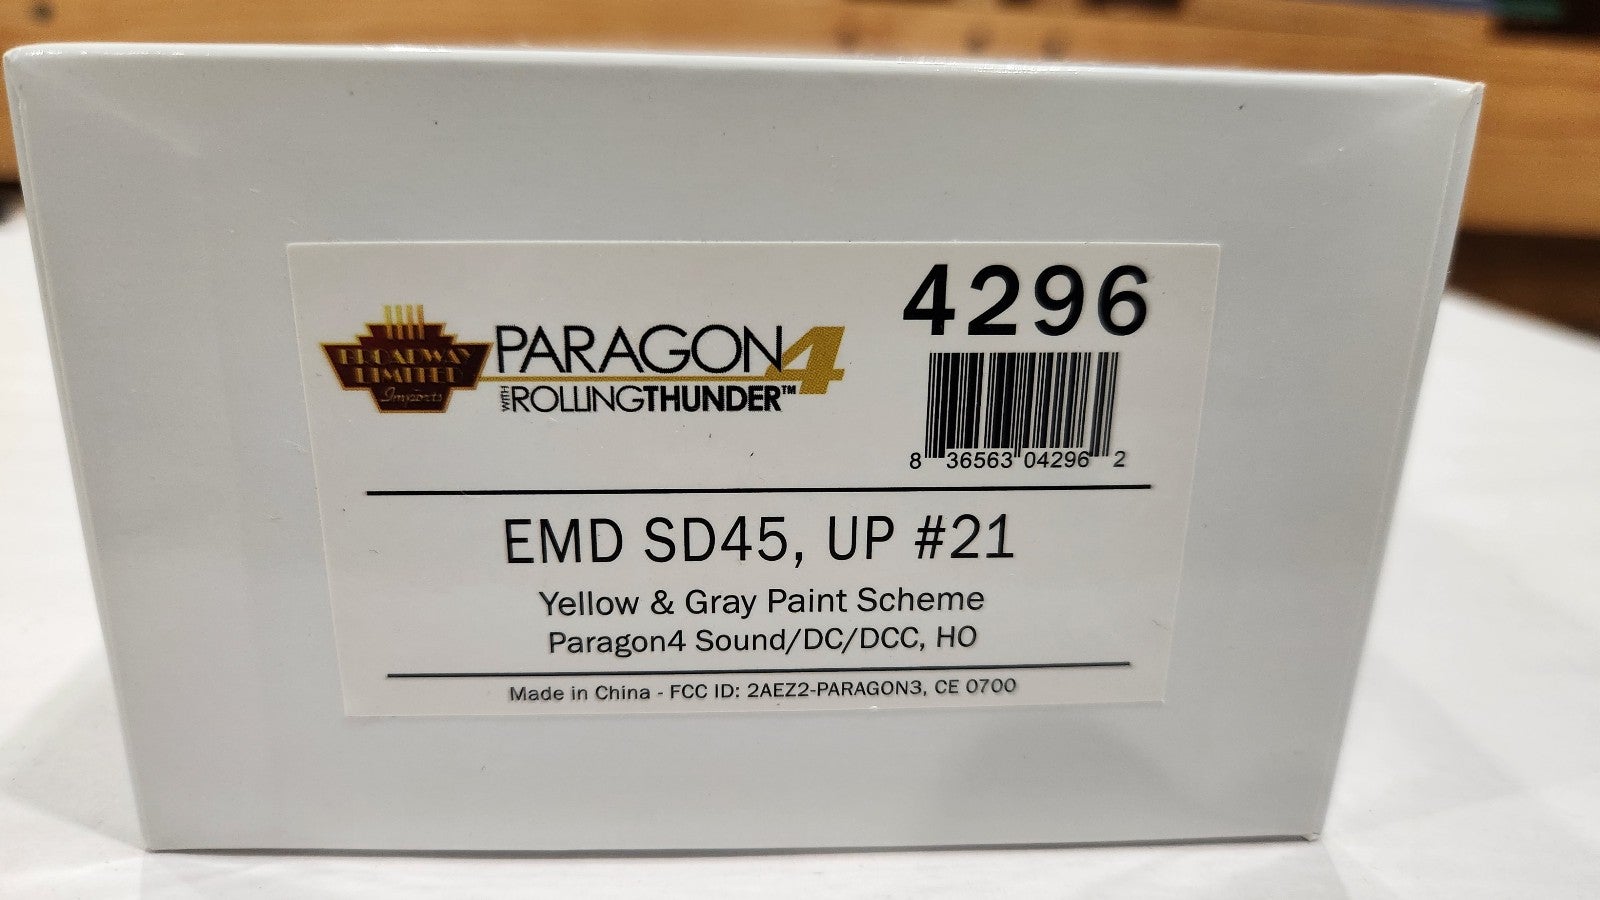 4296
BROADWAY
LIMITED
Imports
PARAGON4
WITH ROLLINGTHUNDER™
8 36563 04296 2
EMD SD45, UP #21
Yellow & Gray Paint Scheme
Paragon4 Sound/DC/DCC, HO
Made in China - FCC ID: 2AEZ2-PARAGON3, CE 0700